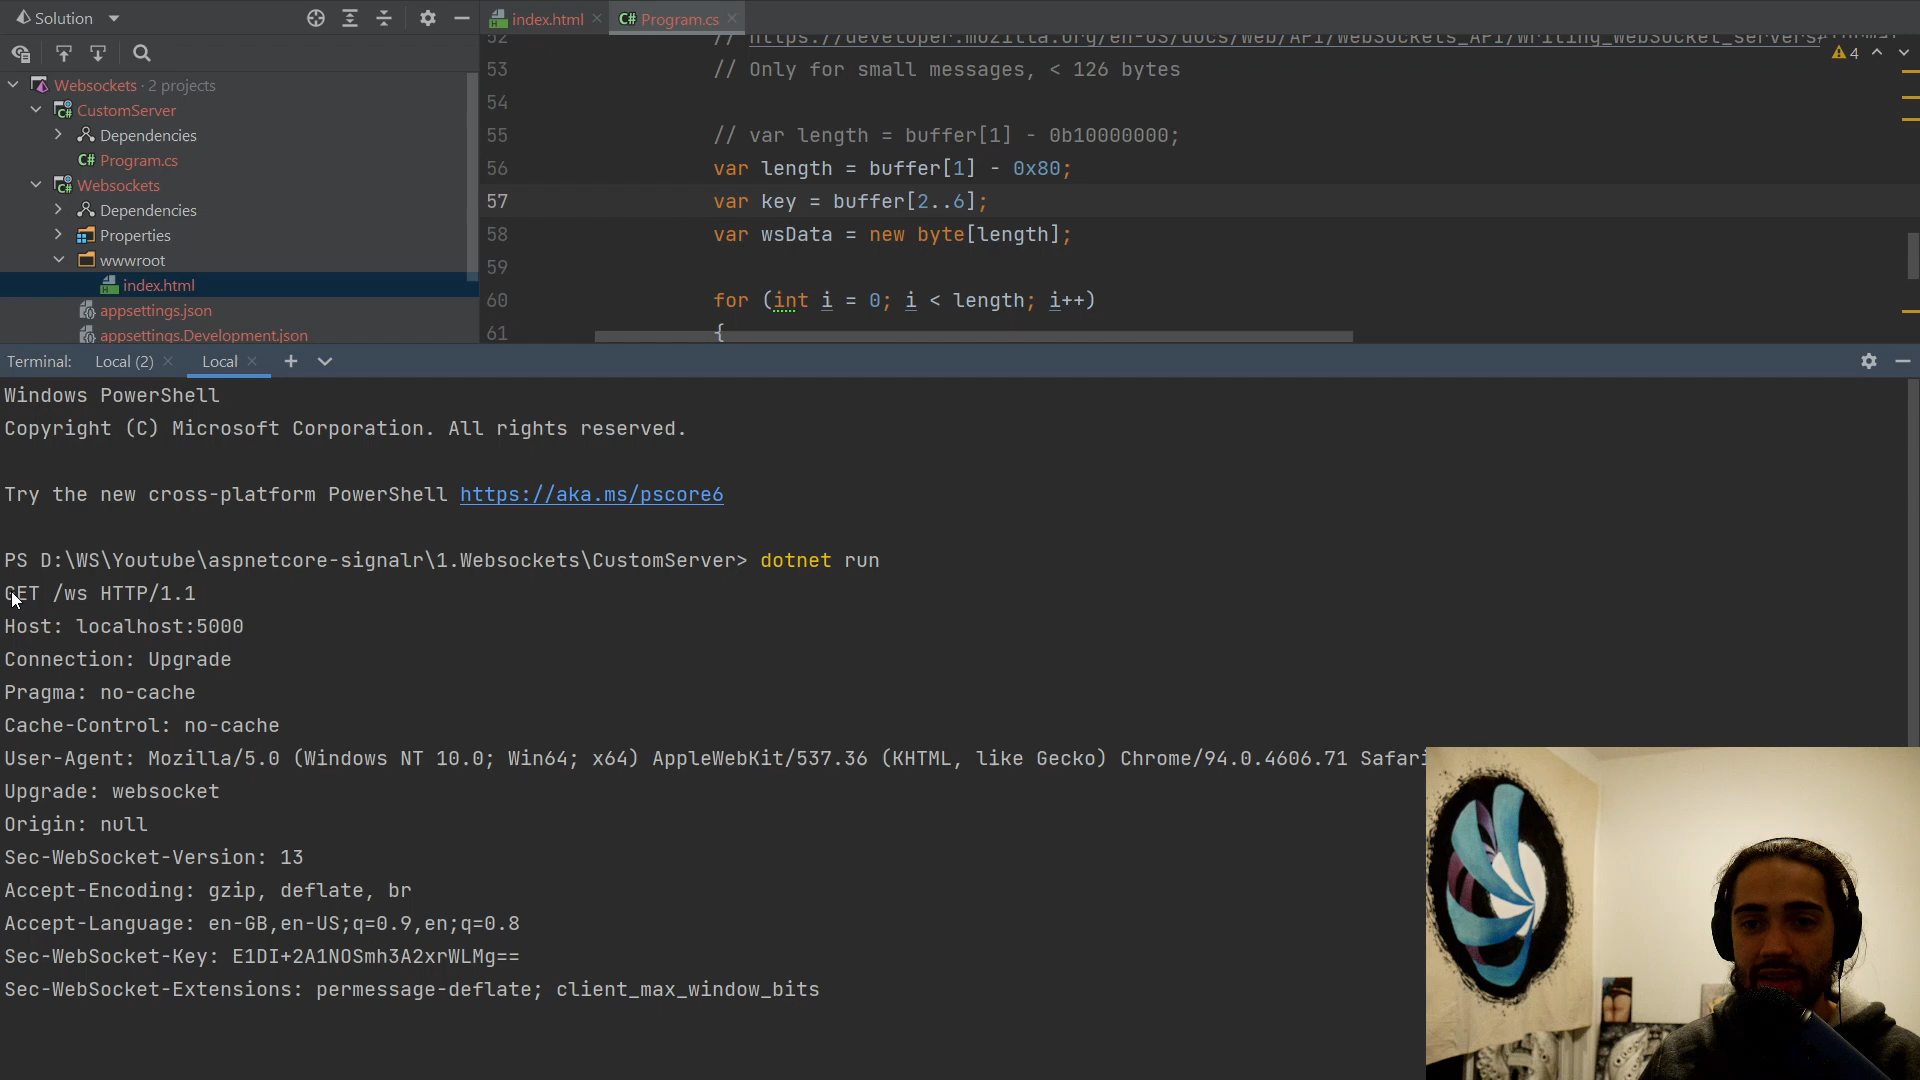 Solution
index.html
C# Program.cs
Websockets · 2 projects
CustomServer
Dependencies
C# Program.cs
Websockets
Dependencies
Properties
wwwroot
index.html
appsettings.json
appsettings.Development.json
4
52 // https://developer.mozilla.org/en-US/docs/Web/API/WebSockets_API/Writing_WebSocket_servers
53 // Only for small messages, < 126 bytes
54
55 // var length = buffer[1] - 0b10000000;
56 var length = buffer[1] - 0x80;
57 var key = buffer[2..6];
58 var wsData = new byte[length];
59
60 for (int i = 0; i < length; i++)
61 {
Terminal: Local (2) Local
Windows PowerShell
Copyright (C) Microsoft Corporation. All rights reserved.
Try the new cross-platform PowerShell https://aka.ms/pscore6
PS D:\WS\Youtube\aspnetcore-signalr\1.Websockets\CustomServer> dotnet run
GET /ws HTTP/1.1
Host: localhost:5000
Connection: Upgrade
Pragma: no-cache
Cache-Control: no-cache
User-Agent: Mozilla/5.0 (Windows NT 10.0; Win64; x64) AppleWebKit/537.36 (KHTML, like Gecko) Chrome/94.0.4606.71 Safari
Upgrade: websocket
Origin: null
Sec-WebSocket-Version: 13
Accept-Encoding: gzip, deflate, br
Accept-Language: en-GB,en-US;q=0.9,en;q=0.8
Sec-WebSocket-Key: E1DI+2A1NOSmh3A2xrWLMg==
Sec-WebSocket-Extensions: permessage-deflate; client_max_window_bits